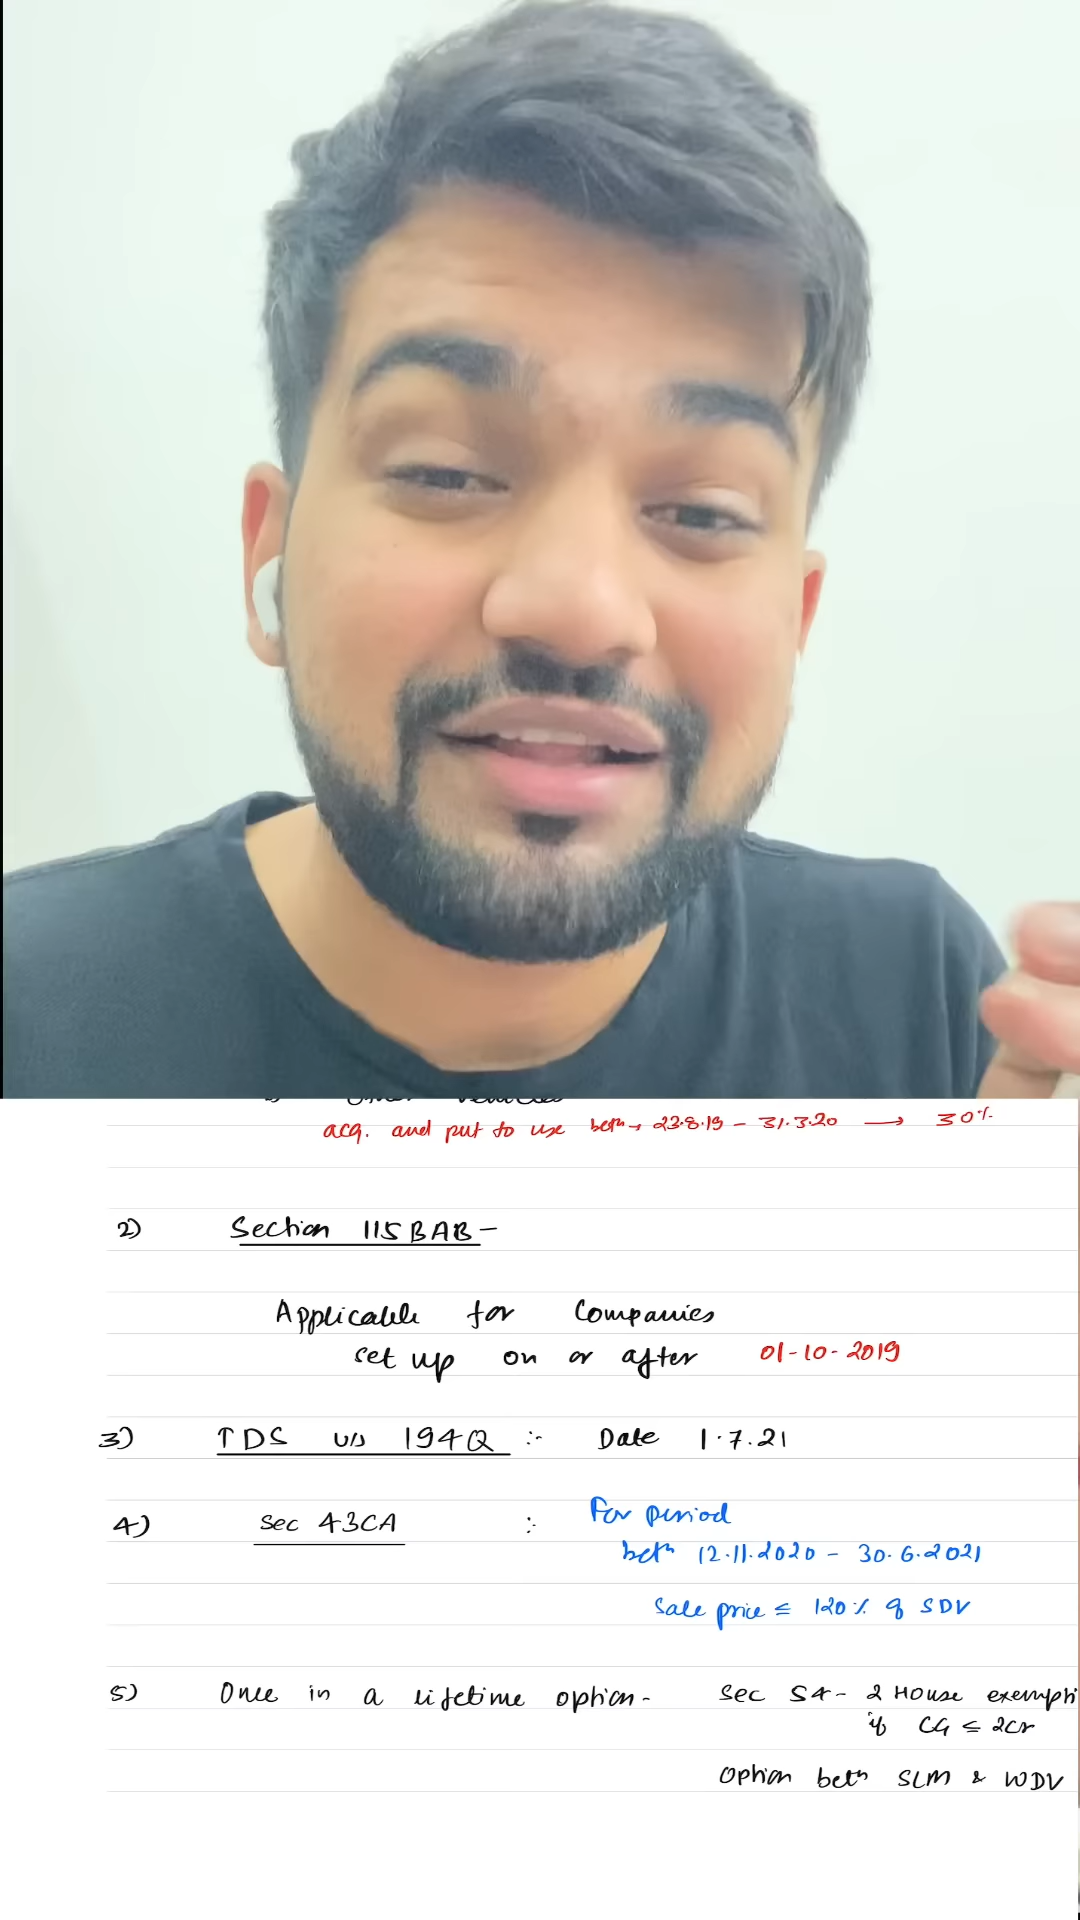 acq. and put to use betn 23.8.19 - 31.3.20 → 30%
2) Section 115BAB -
Applicable for Companies
set up on or after 01-10-2019
3) TDS u/s 194Q :- Date 1.7.21
4) Sec 43CA : For period
betn 12.11.2020 - 30.6.2021
Sale price ≤ 120% of SDV
5) Once in a lifetime option - Sec 54 - 2 House exempti
if CG ≤ 2cr
Option betn SLM & WDV